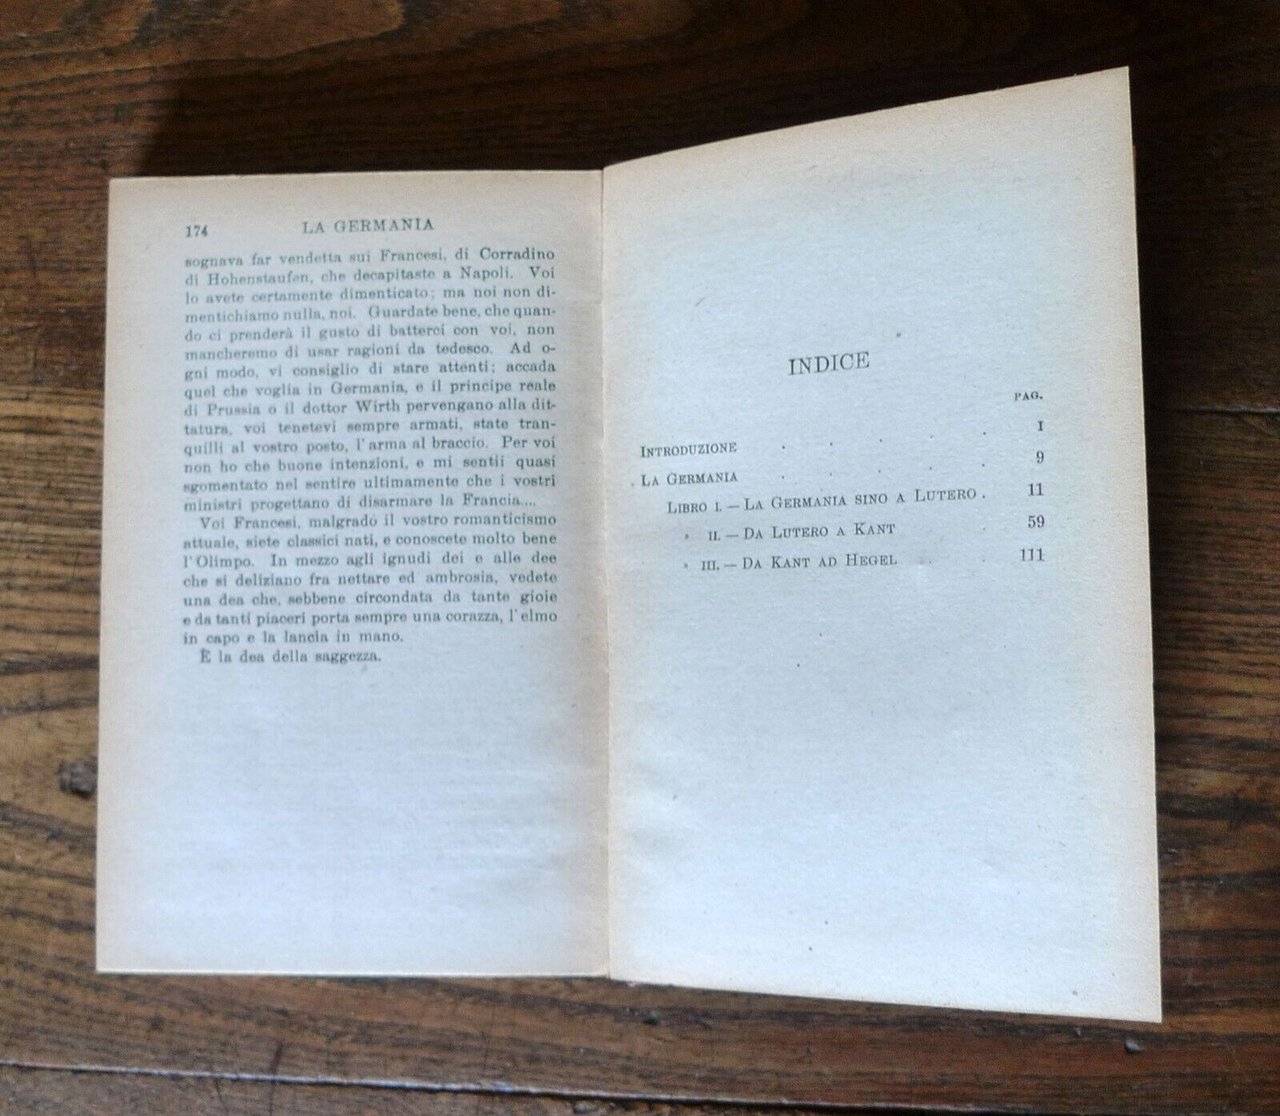 174 LA GERMANIA
sognava far vendetta sui Francesi, di Corradino
di Hohenstaufen, che decapitaste a Napoli. Voi
lo avete certamente dimenticato; ma noi non di-
mentichiamo nulla, noi. Guardate bene, che quan-
do ci prenderà il gusto di batterci con voi, non
mancheremo di usar ragioni da tedesco. Ad o-
gni modo, vi consiglio di stare attenti; accada
quel che voglia in Germania, e il principe reale
di Prussia o il dottor Wirth pervengano alla dit-
tatura, voi tenetevi sempre armati, state tran-
quilli al vostro posto, l'arma al braccio. Per voi
non ho che buone intenzioni, e mi sentii quasi
sgomentato nel sentire ultimamente che i vostri
ministri progettano di disarmare la Francia....
Voi Francesi, malgrado il vostro romanticismo
attuale, siete classici nati, e conoscete molto bene
l'Olimpo. In mezzo agli ignudi dei e alle dee
che si deliziano fra nettare ed ambrosia, vedete
una dea che, sebbene circondata da tante gioie
e da tanti piaceri porta sempre una corazza, l'elmo
in capo e la lancia in mano.
È la dea della saggezza.
INDICE
PAG.
INTRODUZIONE . . . . . I
LA GERMANIA . . . . . 9
LIBRO I. — LA GERMANIA SINO A LUTERO . 11
» II. — DA LUTERO A KANT . 59
» III. — DA KANT AD HEGEL . . 111